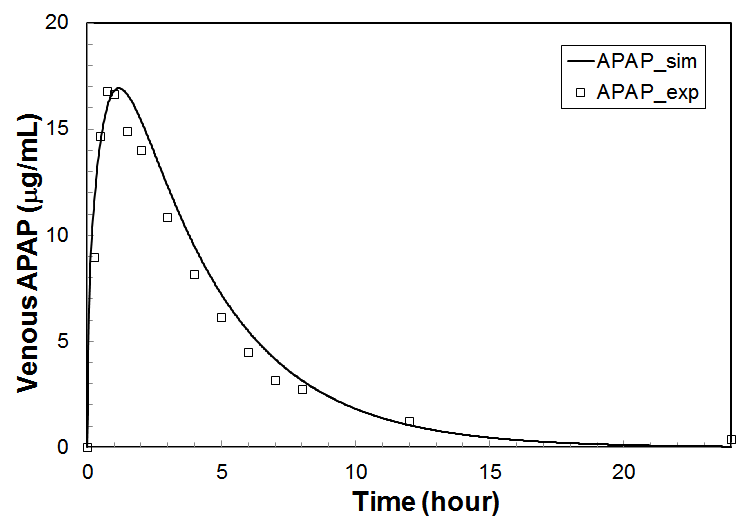 20
15
10
5
0
Venous APAP (μg/mL)
APAP_sim
APAP_exp
0 5 10 15 20
Time (hour)